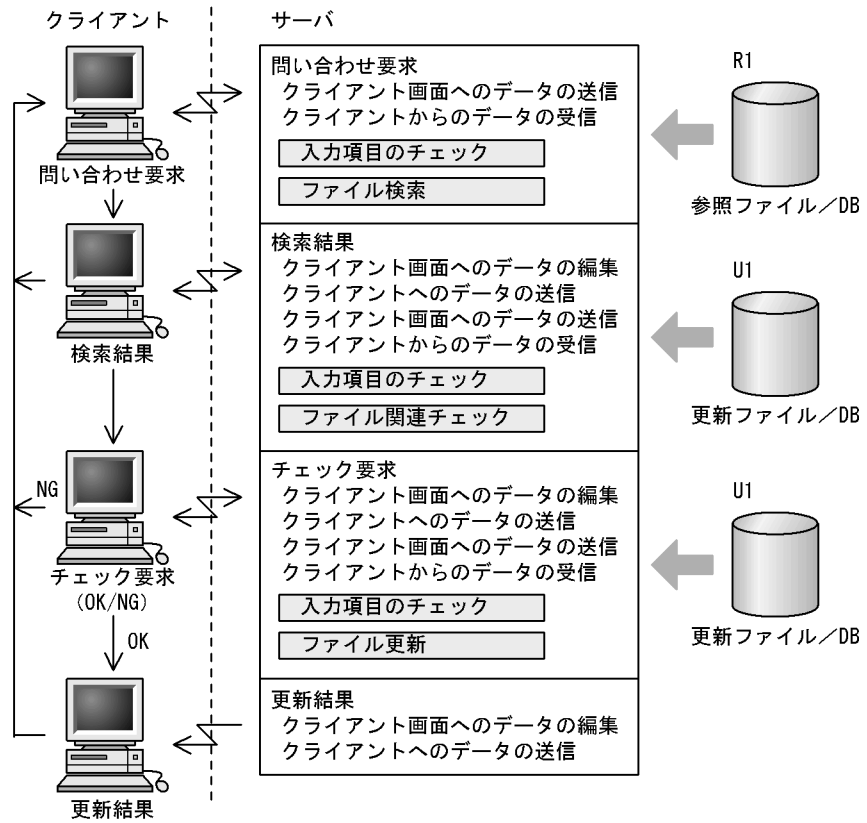 クライアント
サーバ
問い合わせ要求
クライアント画面へのデータの送信
クライアントからのデータの受信
入力項目のチェック
ファイル検索
問い合わせ要求
R1
参照ファイル／DB
検索結果
クライアント画面へのデータの編集
クライアントへのデータの送信
クライアント画面へのデータの送信
クライアントからのデータの受信
入力項目のチェック
ファイル関連チェック
検索結果
U1
更新ファイル／DB
チェック要求
クライアント画面へのデータの編集
クライアントへのデータの送信
クライアント画面へのデータの送信
クライアントからのデータの受信
入力項目のチェック
ファイル更新
NG
チェック要求
(OK/NG)
OK
U1
更新ファイル／DB
更新結果
クライアント画面へのデータの編集
クライアントへのデータの送信
更新結果